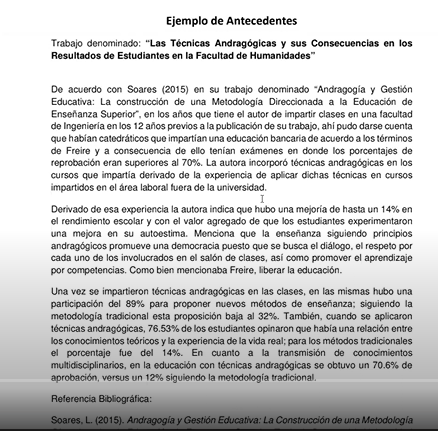 Ejemplo de Antecedentes
Trabajo denominado: “Las Técnicas Andragógicas y sus Consecuencias en los
Resultados de Estudiantes en la Facultad de Humanidades”
De acuerdo con Soares (2015) en su trabajo denominado “Andragogía y Gestión
Educativa: La construcción de una Metodología Direccionada a la Educación de
Enseñanza Superior”, en los años que tiene el autor de impartir clases en una facultad
de Ingeniería en los 12 años previos a la publicación de su trabajo, ahí pudo darse cuenta
que habían catedráticos que impartían una educación bancaria de acuerdo a los términos
de Freire y a consecuencia de ello tenían exámenes en donde los porcentajes de
reprobación eran superiores al 70%. La autora incorporó técnicas andragógicas en los
cursos que impartía derivado de la experiencia de aplicar dichas técnicas en cursos
impartidos en el área laboral fuera de la universidad.
Derivado de esa experiencia la autora indica que hubo una mejoría de hasta un 14% en
el rendimiento escolar y con el valor agregado de que los estudiantes experimentaron
una mejora en su autoestima. Menciona que la enseñanza siguiendo principios
andragógicos promueve una democracia puesto que se busca el diálogo, el respeto por
cada uno de los involucrados en el salón de clases, así como promover el aprendizaje
por competencias. Como bien mencionaba Freire, liberar la educación.
Una vez se impartieron técnicas andragógicas en las clases, en las mismas hubo una
participación del 89% para proponer nuevos métodos de enseñanza; siguiendo la
metodología tradicional esta proposición baja al 32%. También, cuando se aplicaron
técnicas andragógicas, 76.53% de los estudiantes opinaron que había una relación entre
los conocimientos teóricos y la experiencia de la vida real; para los métodos tradicionales
el porcentaje fue del 14%. En cuanto a la transmisión de conocimientos
multidisciplinarios, en la educación con técnicas andragógicas se obtuvo un 70.6% de
aprobación, versus un 12% siguiendo la metodología tradicional.
Referencia Bibliográfica:
Soares, L. (2015). Andragogía y Gestión Educativa: La Construcción de una Metodología